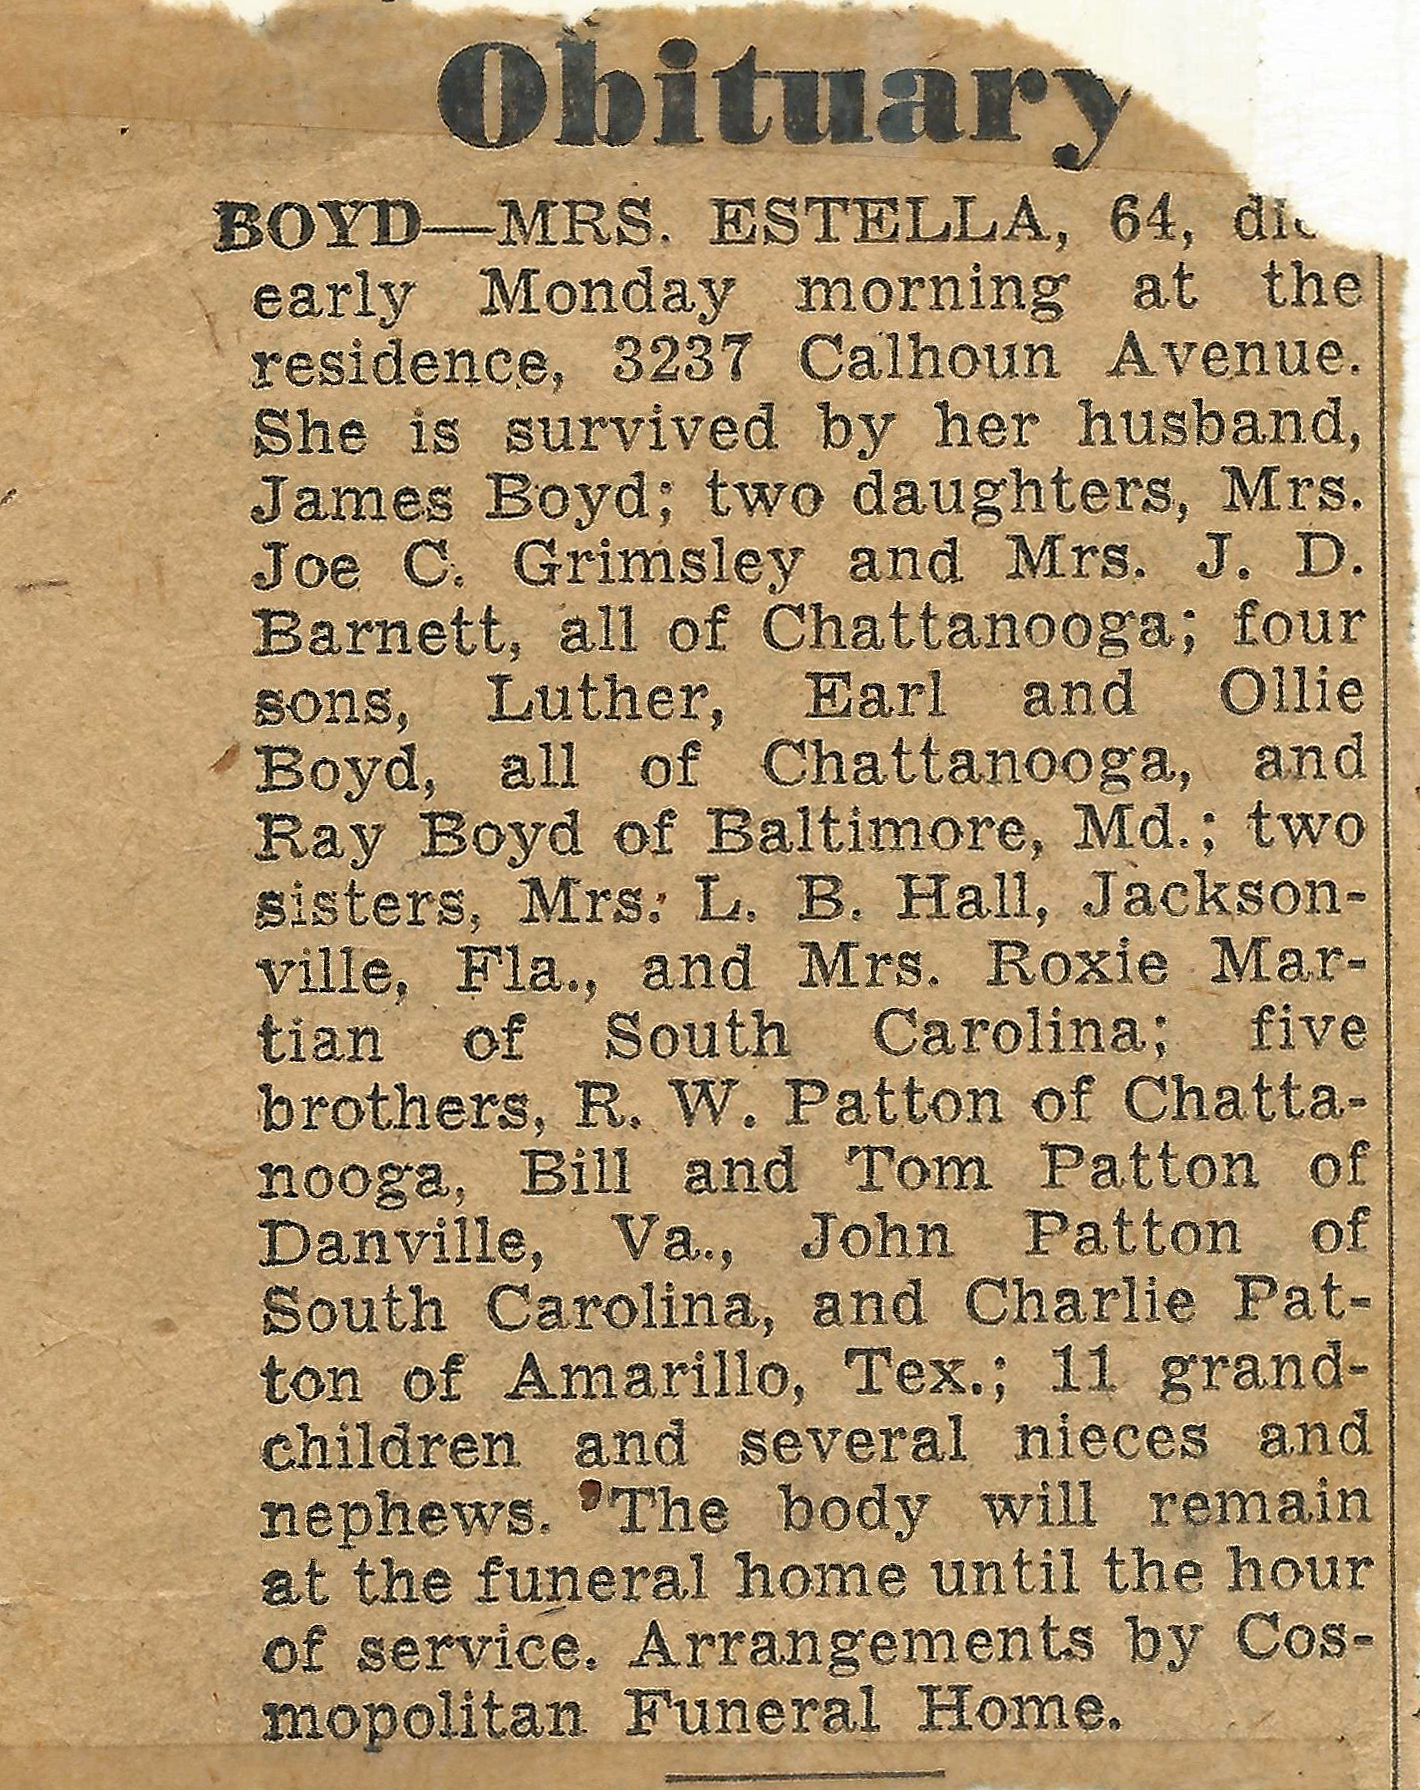 Obituary
BOYD—MRS. ESTELLA, 64,
early Monday morning at the
residence, 3237 Calhoun Avenue.
She is survived by her husband,
James Boyd; two daughters, Mrs.
Joe C. Grimsley and Mrs. J. D.
Barnett, all of Chattanooga; four
sons, Luther, Earl and Ollie
Boyd, all of Chattanooga, and
Ray Boyd of Baltimore, Md.; two
sisters, Mrs. L. B. Hall, Jackson-
ville, Fla., and Mrs. Roxie Mar-
tian of South Carolina; five
brothers, R. W. Patton of Chatta-
nooga, Bill and Tom Patton of
Danville, Va., John Patton of
South Carolina, and Charlie Pat-
ton of Amarillo, Tex.; 11 grand-
children and several nieces and
nephews. The body will remain
at the funeral home until the hour
of service. Arrangements by Cos-
mopolitan Funeral Home.